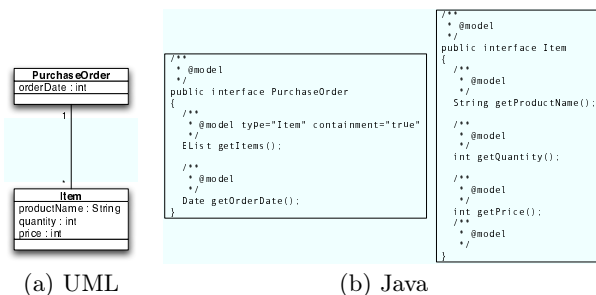 PurchaseOrder
orderDate : int
1
*
Item
productName : String
quantity : int
price : int
(a) UML
/**
* @model
*/
public interface PurchaseOrder
{
/**
* @model type="Item" containment="true"
*/
EList getItems();
/**
* @model
*/
Date getOrderDate();
}
/**
* @model
*/
public interface Item
{
/**
* @model
*/
String getProductName();
/**
* @model
*/
int getQuantity();
/**
* @model
*/
int getPrice();
/**
* @model
*/
}
(b) Java